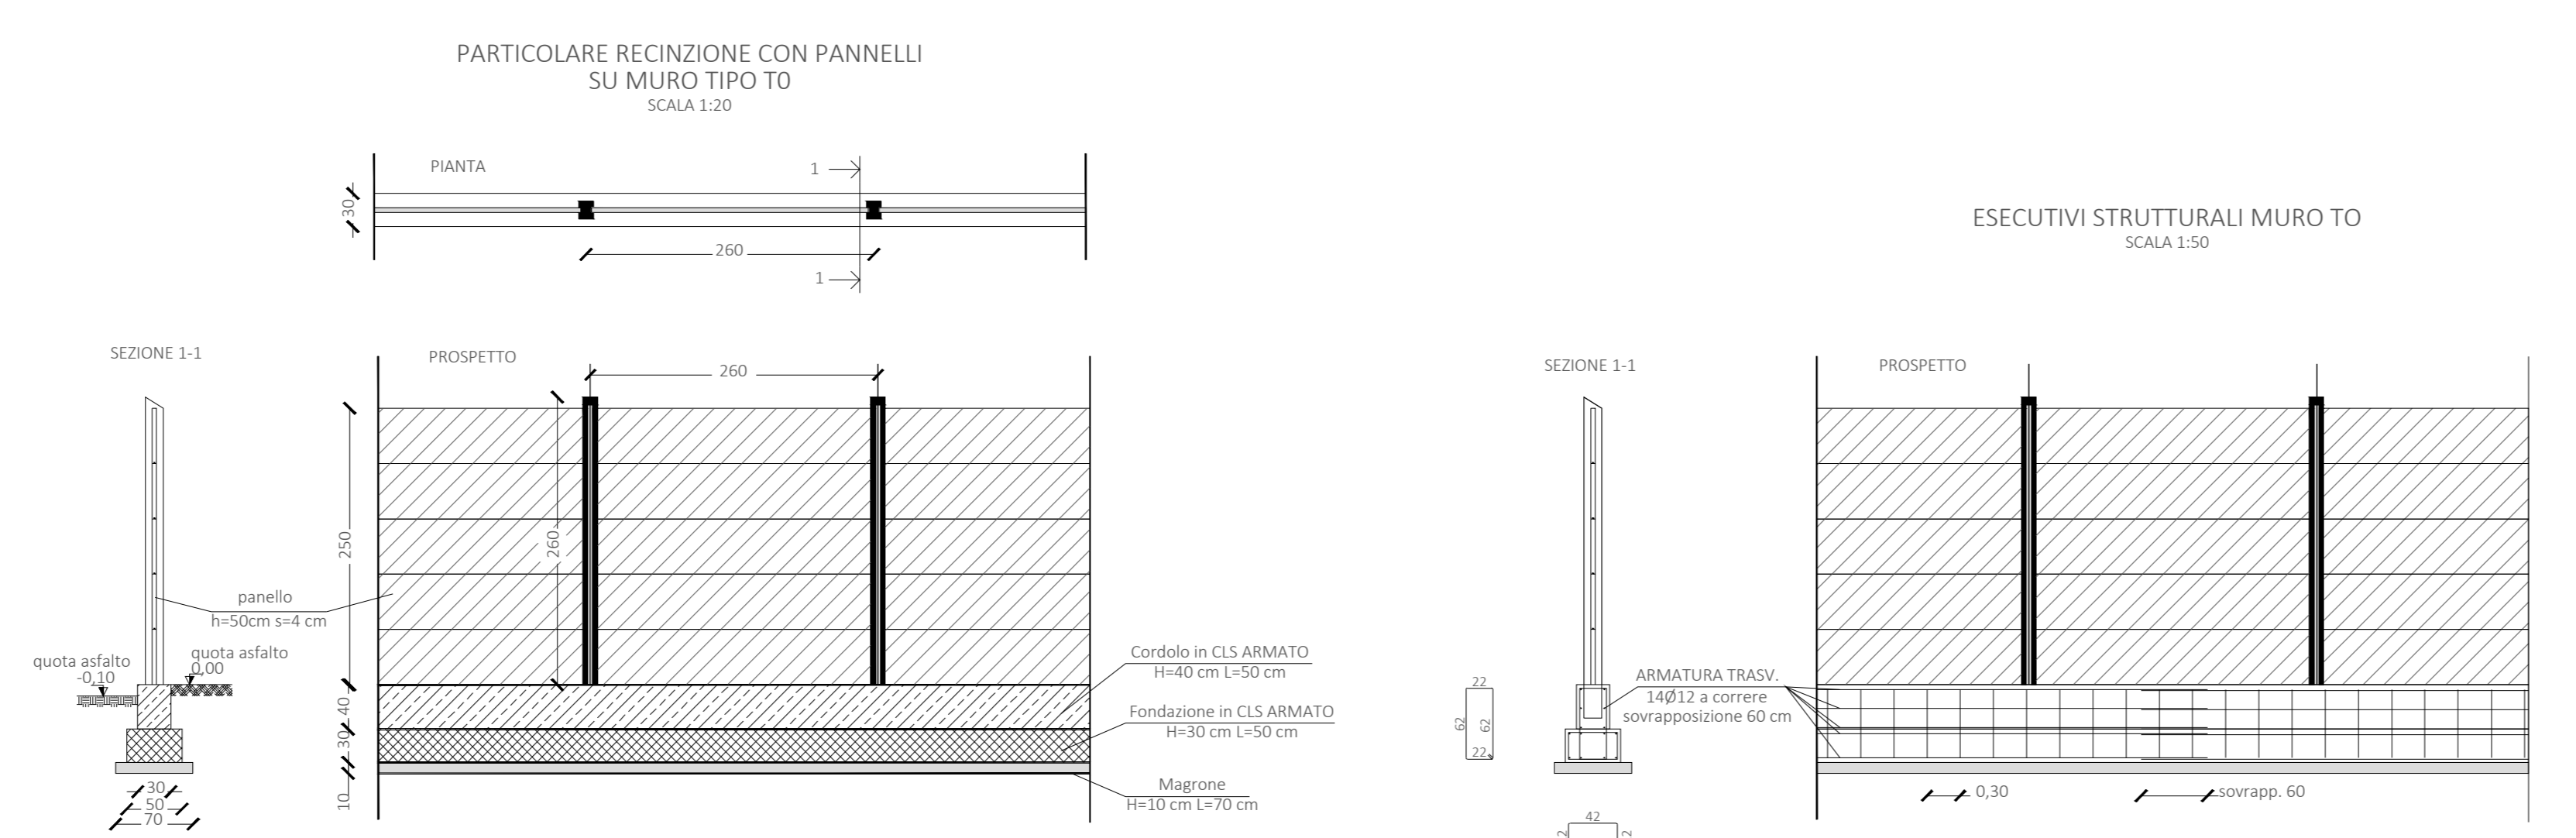 PARTICOLARE RECINZIONE CON PANNELLI
SU MURO TIPO T0
SCALA 1:20
PIANTA
1
30
260
1
SEZIONE 1-1
PROSPETTO
260
250
260
panello
h=50cm s=4 cm
quota asfalto
-0,10
quota asfalto
0,00
40
30
10
30
50
70
Cordolo in CLS ARMATO
H=40 cm L=50 cm
Fondazione in CLS ARMATO
H=30 cm L=50 cm
Magrone
H=10 cm L=70 cm
ESECUTIVI STRUTTURALI MURO TO
SCALA 1:50
SEZIONE 1-1
PROSPETTO
ARMATURA TRASV.
14Ø12 a correre
sovrapposizione 60 cm
22
62
62
22
0,30
sovrapp. 60
42
2
2